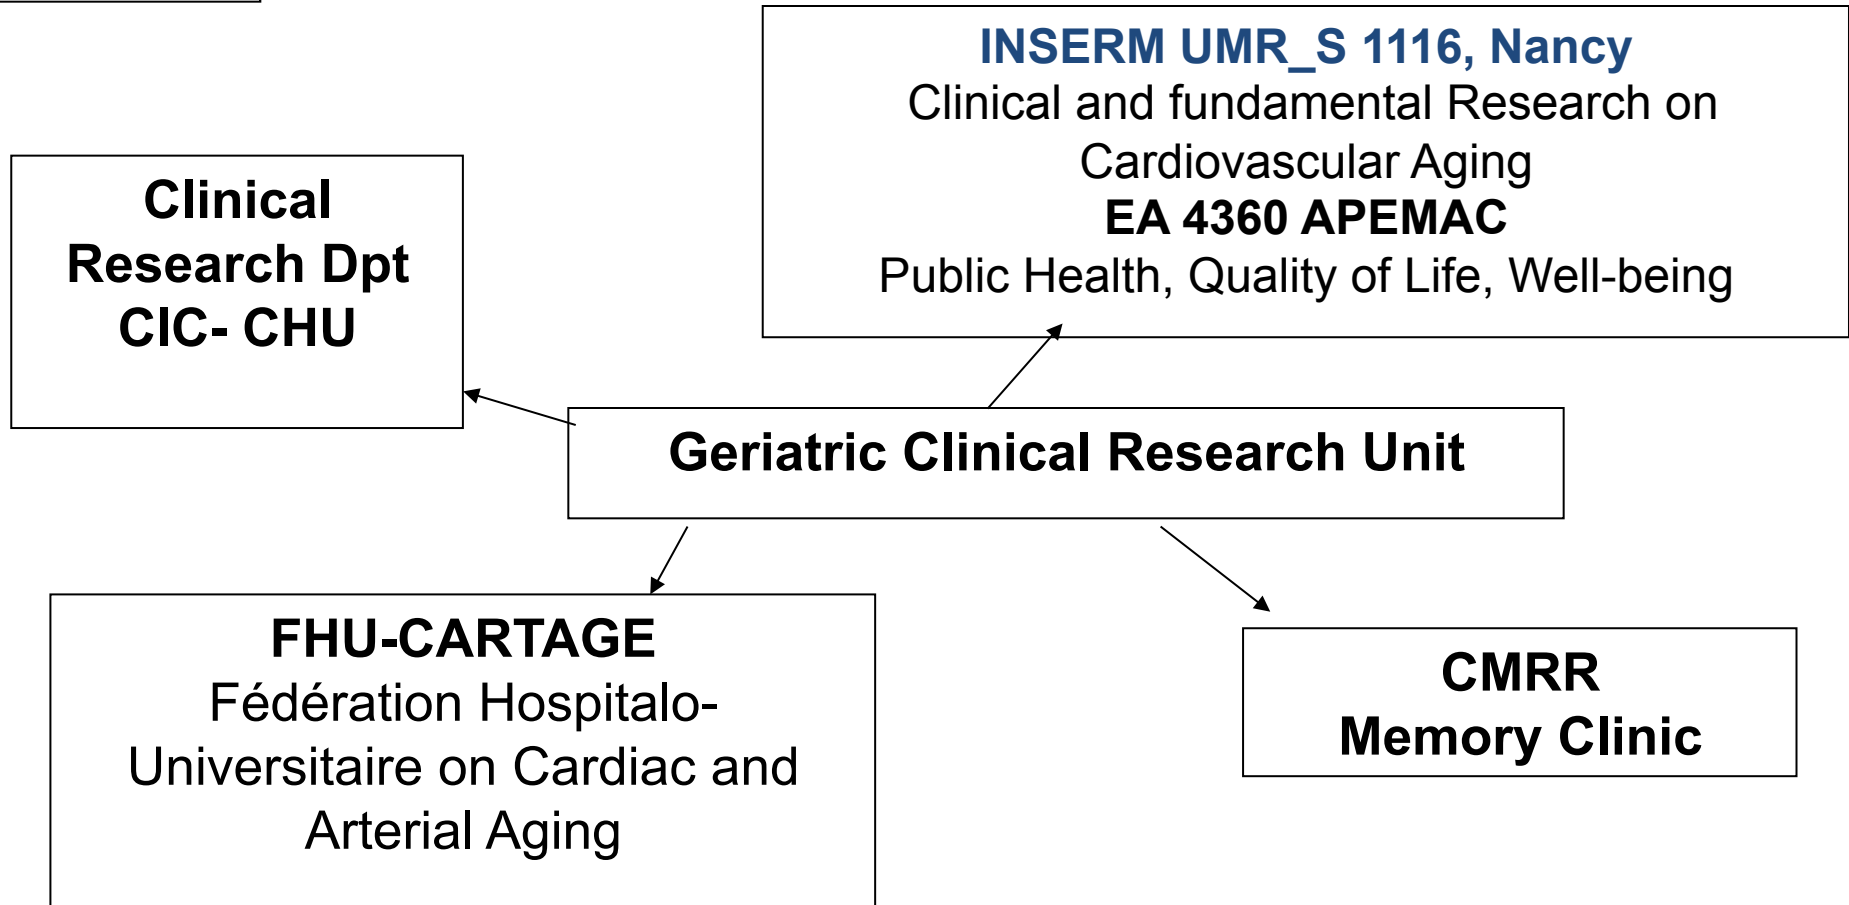 INSERM UMR_S 1116, Nancy
Clinical and fundamental Research on
Cardiovascular Aging
EA 4360 APEMAC
Public Health, Quality of Life, Well-being
Clinical
Research Dpt
CIC- CHU
Geriatric Clinical Research Unit
FHU-CARTAGE
Fédération Hospitalo-
Universitaire on Cardiac and
Arterial Aging
CMRR
Memory Clinic